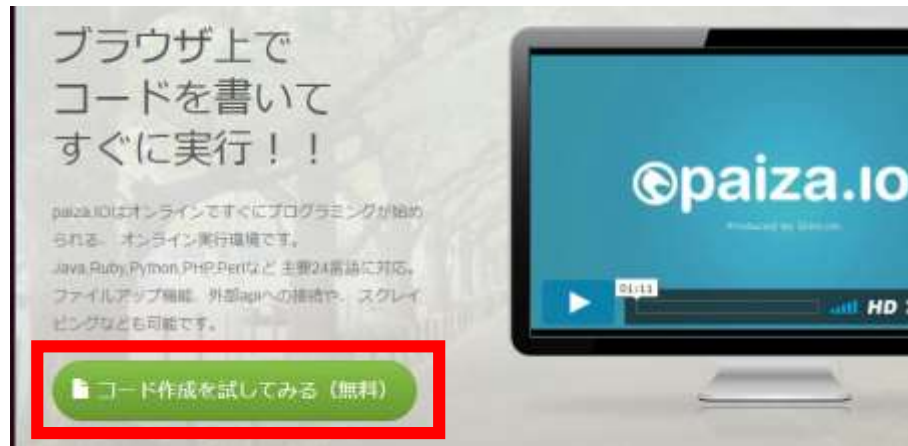 ブラウザ上で
コードを書いて
すぐに実行！！
paiza.IOはオンラインですぐにプログラミングが始め
られる、オンライン実行環境です。
Java,Ruby,Python,PHP,Perlなど 主要24言語に対応。
ファイルアップ機能、外部apiへの接続や、スクレイ
ピングなども可能です。
コード作成を試してみる（無料）
paiza.IO
Produced by
01:11
HD